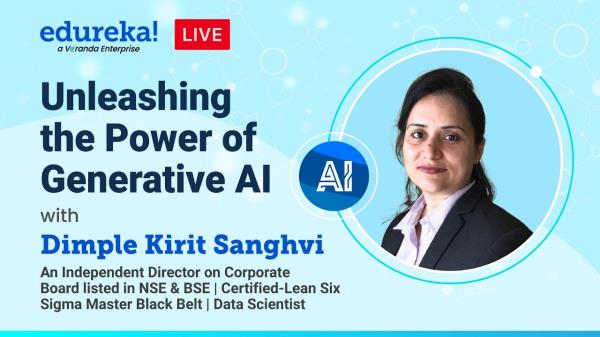 edureka!
a Veranda Enterprise
LIVE
Unleashing
the Power of
Generative AI
AI
with
Dimple Kirit Sanghvi
An Independent Director on Corporate
Board listed in NSE & BSE | Certified-Lean Six
Sigma Master Black Belt | Data Scientist